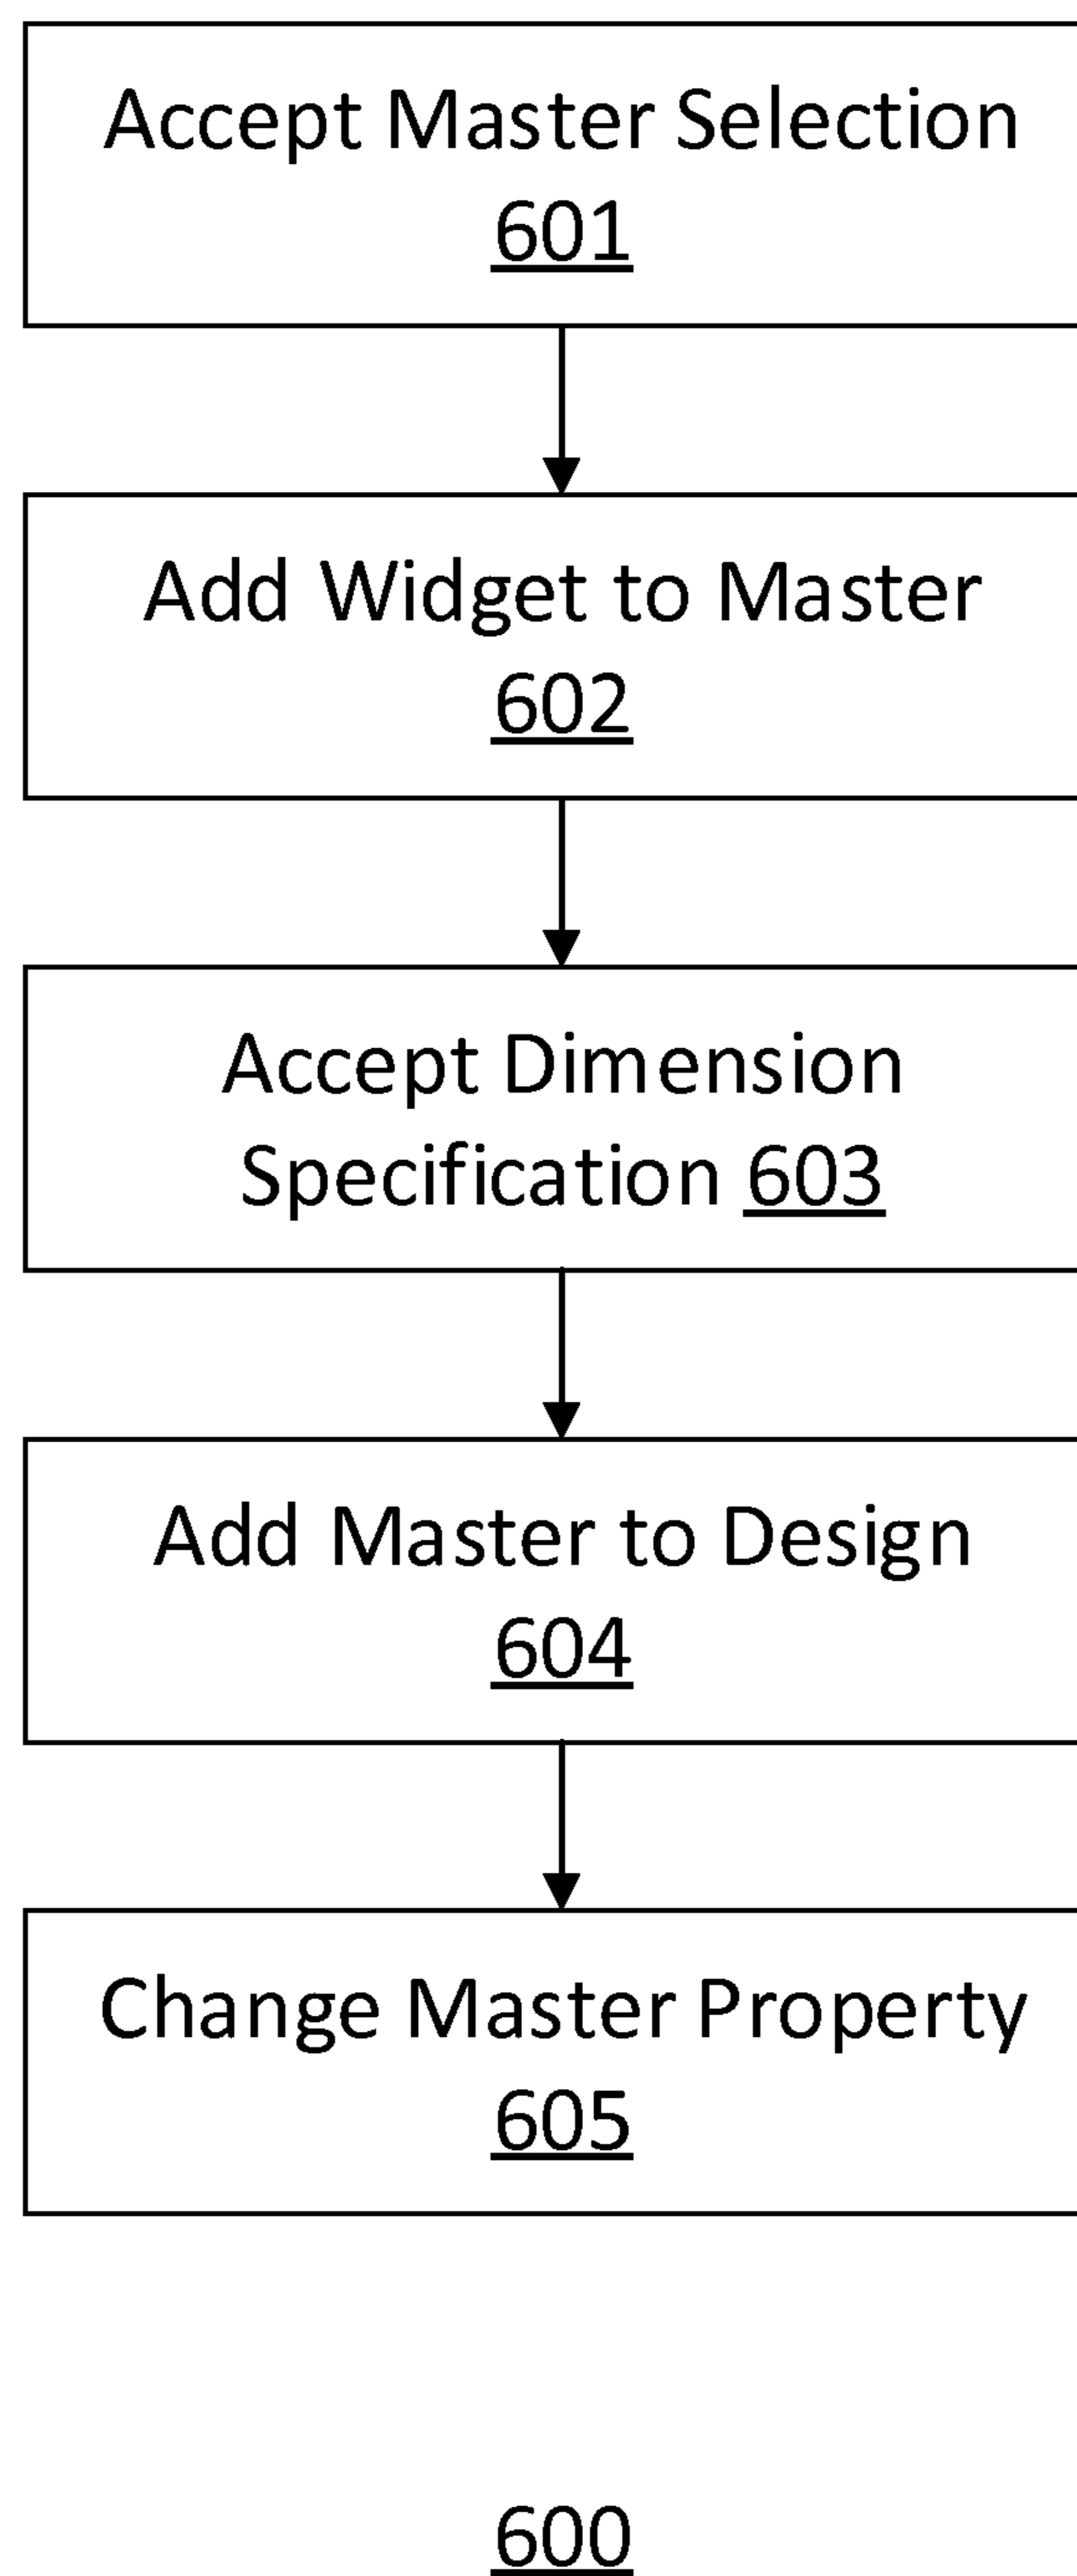 Accept Master Selection
601
Add Widget to Master
602
Accept Dimension
Specification 603
Add Master to Design
604
Change Master Property
605
600